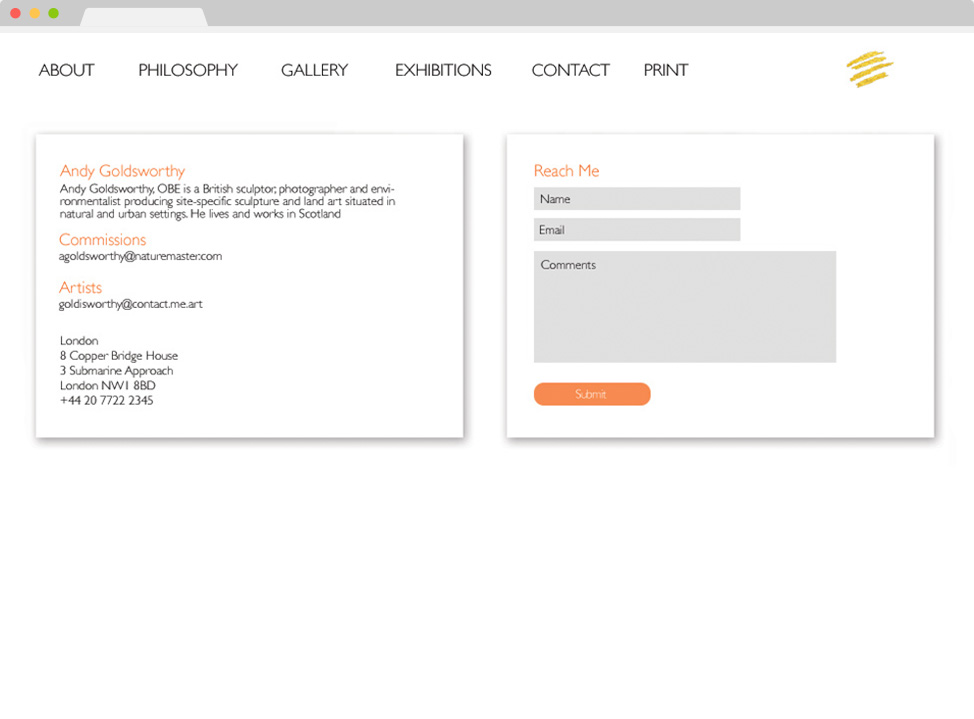 ABOUT PHILOSOPHY GALLERY EXHIBITIONS CONTACT PRINT
Andy Goldsworthy
Andy Goldsworthy, OBE is a British sculptor, photographer and envi-
ronmentalist producing site-specific sculpture and land art situated in
natural and urban settings. He lives and works in Scotland
Commissions
agoldsworthy@naturemaster.com
Artists
goldisworthy@contact.me.art
London
8 Copper Bridge House
3 Submarine Approach
London NW1 8BD
+44 20 7722 2345
Reach Me
Name
Email
Comments
Submit